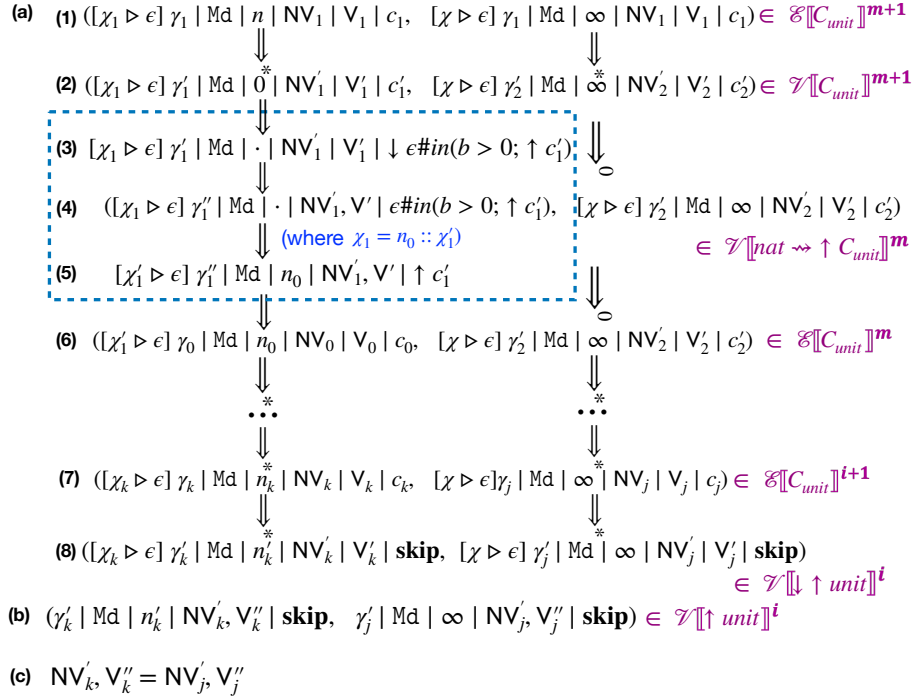 (a) (1) ([χ₁ ▷ ϵ] γ₁ | Md | n | NV₁ | V₁ | c₁, [χ ▷ ϵ] γ₁ | Md | ∞ | NV₁ | V₁ | c₁) ∈ ℰ⟦C_unit⟧^{m+1}
⇓* ⇓*
(2) ([χ₁ ▷ ϵ] γ₁′ | Md | 0 | NV₁′ | V₁′ | c₁′, [χ ▷ ϵ] γ₂′ | Md | ∞ | NV₂′ | V₂′ | c₂′) ∈ 𝒱⟦C_unit⟧^{m+1}
⇓
(3) [χ₁ ▷ ϵ] γ₁′ | Md | · | NV₁′ | V₁′ | ↓ ϵ#in(b > 0; ↑ c₁′) ⇓₀
⇓
(4) ([χ₁ ▷ ϵ] γ₁″ | Md | · | NV₁′, V′ | ϵ#in(b > 0; ↑ c₁′), [χ ▷ ϵ] γ₂′ | Md | ∞ | NV₂′ | V₂′ | c₂′)
⇓ (where χ₁ = n₀ :: χ₁′) ∈ 𝒱⟦nat ⇝ ↑ C_unit⟧^m
(5) [χ₁′ ▷ ϵ] γ₁″ | Md | n₀ | NV₁′, V′ | ↑ c₁′
⇓ ⇓₀
(6) ([χ₁′ ▷ ϵ] γ₀ | Md | n₀ | NV₀ | V₀ | c₀, [χ ▷ ϵ] γ₂′ | Md | ∞ | NV₂′ | V₂′ | c₂′) ∈ ℰ⟦C_unit⟧^m
⇓* ⇓*
... ...
⇓* ⇓*
(7) ([χ_k ▷ ϵ] γ_k | Md | n_k | NV_k | V_k | c_k, [χ ▷ ϵ]γ_j | Md | ∞ | NV_j | V_j | c_j) ∈ ℰ⟦C_unit⟧^{i+1}
⇓* ⇓*
(8) ([χ_k ▷ ϵ] γ_k′ | Md | n_k′ | NV_k′ | V_k′ | skip, [χ ▷ ϵ] γ_j′ | Md | ∞ | NV_j′ | V_j′ | skip)
∈ 𝒱⟦↓ ↑ unit⟧^i
(b) (γ_k′ | Md | n_k′ | NV_k′, V_k″ | skip, γ_j′ | Md | ∞ | NV_j′, V_j″ | skip) ∈ 𝒱⟦↑ unit⟧^i
(c) NV_k′, V_k″ = NV_j′, V_j″